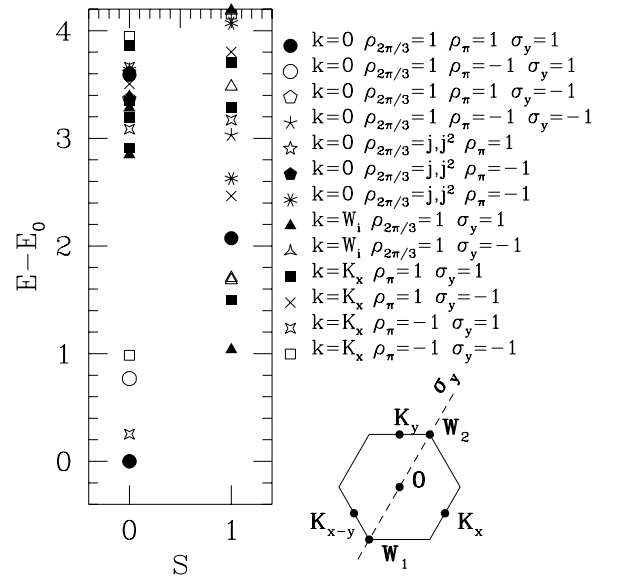 E−E₀
4
3
2
1
0
0 1
S
k=0 ρ₂π/₃=1 ρπ=1 σy=1
k=0 ρ₂π/₃=1 ρπ=−1 σy=1
k=0 ρ₂π/₃=1 ρπ=1 σy=−1
k=0 ρ₂π/₃=1 ρπ=−1 σy=−1
k=0 ρ₂π/₃=j,j² ρπ=1
k=0 ρ₂π/₃=j,j² ρπ=−1
k=0 ρ₂π/₃=j,j² ρπ=−1
k=Wᵢ ρ₂π/₃=1 σy=1
k=Wᵢ ρ₂π/₃=1 σy=−1
k=Kₓ ρπ=1 σy=1
k=Kₓ ρπ=1 σy=−1
k=Kₓ ρπ=−1 σy=1
k=Kₓ ρπ=−1 σy=−1
σy
Ky W₂
0
Kx−y Kₓ
W₁